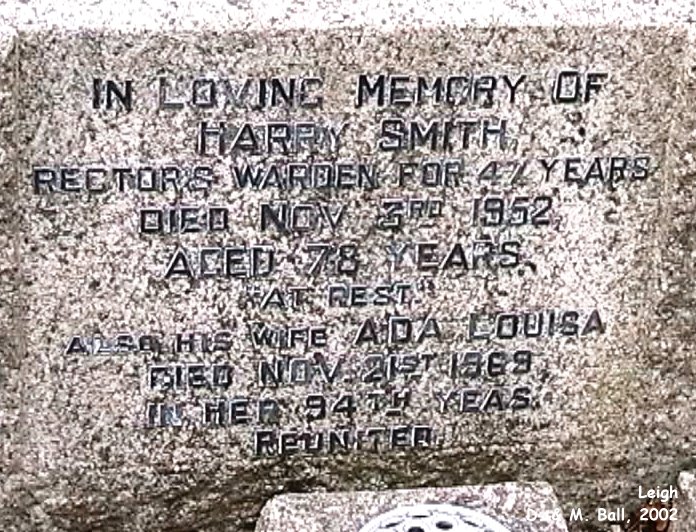 IN LOVING MEMORY OF
HARRY SMITH,
RECTORS WARDEN FOR 47 YEARS
DIED NOV 3RD 1952,
AGED 78 YEARS.
"AT REST."
ALSO HIS WIFE, ADA LOUISA
DIED NOV. 21ST 1969,
IN HER 94TH YEAS.
REUNITED.
Leigh
D & M. Ball, 2002